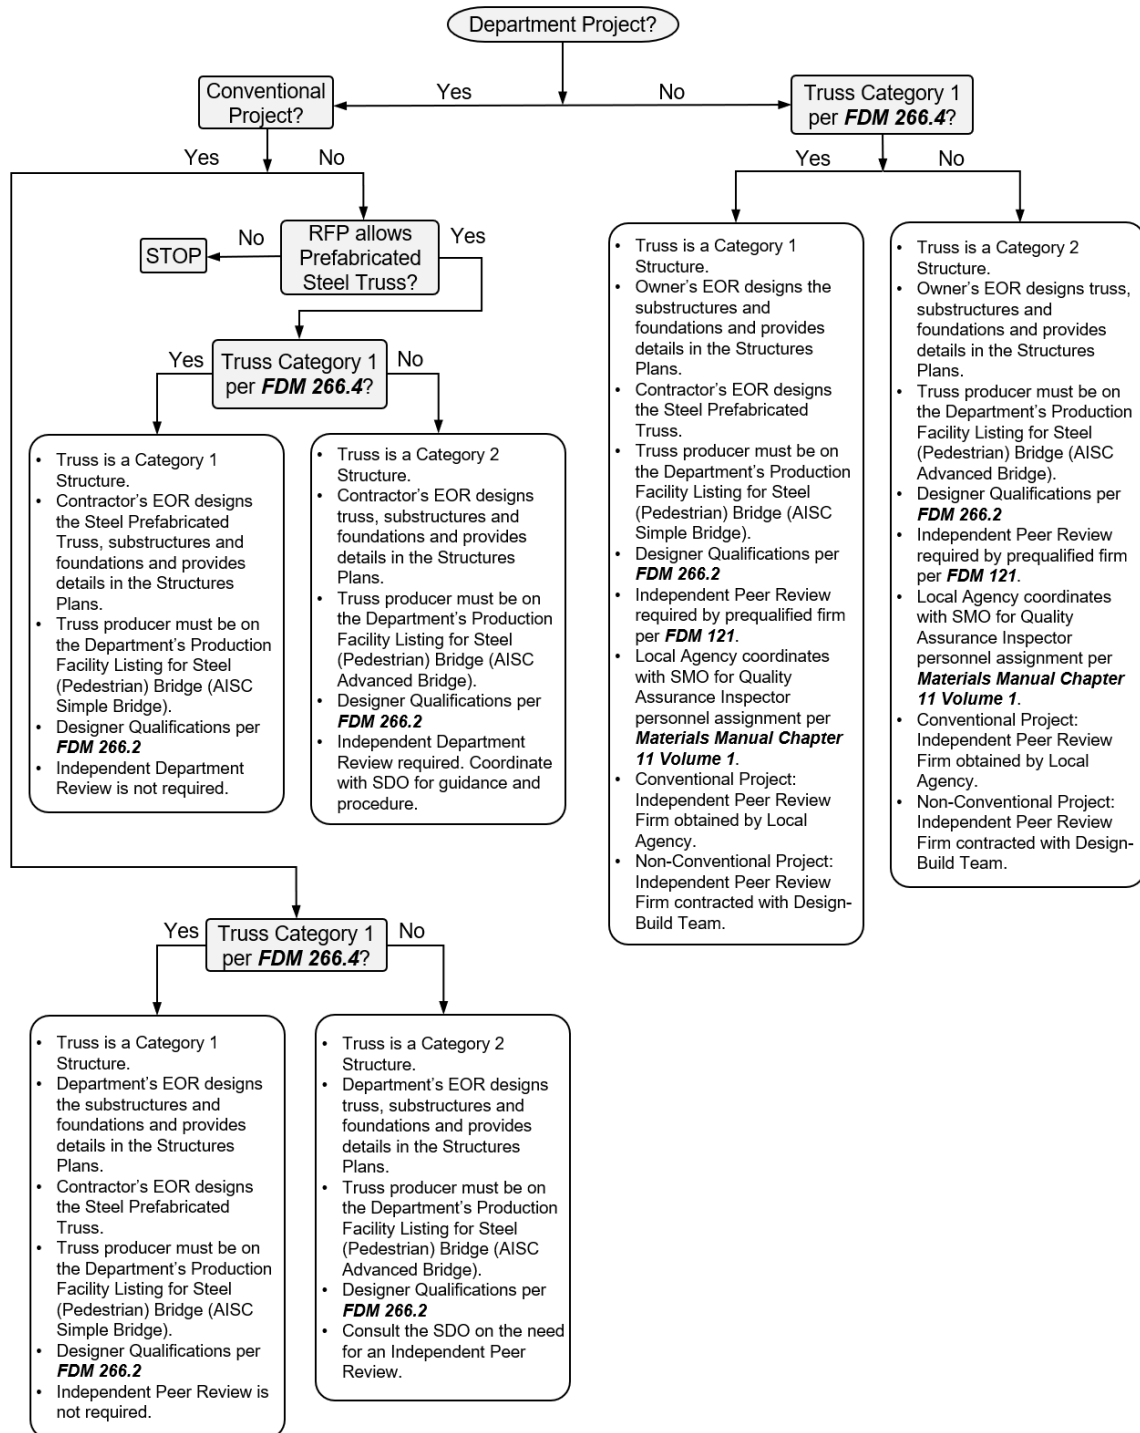 Department Project?
Yes
No
Conventional
Project?
Truss Category 1
per FDM 266.4?
Yes
No
Yes
No
RFP allows
Prefabricated
Steel Truss?
No
Yes
STOP
Truss Category 1
per FDM 266.4?
Yes
No
• Truss is a Category 1
Structure.
• Contractor's EOR designs
the Steel Prefabricated
Truss, substructures and
foundations and provides
details in the Structures
Plans.
• Truss producer must be on
the Department's Production
Facility Listing for Steel
(Pedestrian) Bridge (AISC
Simple Bridge).
• Designer Qualifications per
FDM 266.2
• Independent Department
Review is not required.
• Truss is a Category 2
Structure.
• Contractor's EOR designs
truss, substructures and
foundations and provides
details in the Structures
Plans.
• Truss producer must be on
the Department's Production
Facility Listing for Steel
(Pedestrian) Bridge (AISC
Advanced Bridge).
• Designer Qualifications per
FDM 266.2
• Independent Department
Review required. Coordinate
with SDO for guidance and
procedure.
• Truss is a Category 1
Structure.
• Owner's EOR designs the
substructures and
foundations and provides
details in the Structures
Plans.
• Contractor's EOR designs
the Steel Prefabricated
Truss.
• Truss producer must be on
the Department's Production
Facility Listing for Steel
(Pedestrian) Bridge (AISC
Simple Bridge).
• Designer Qualifications per
FDM 266.2
• Independent Peer Review
required by prequalified firm
per FDM 121.
• Local Agency coordinates
with SMO for Quality
Assurance Inspector
personnel assignment per
Materials Manual Chapter
11 Volume 1.
• Conventional Project:
Independent Peer Review
Firm obtained by Local
Agency.
• Non-Conventional Project:
Independent Peer Review
Firm contracted with Design-
Build Team.
• Truss is a Category 2
Structure.
• Owner's EOR designs truss,
substructures and
foundations and provides
details in the Structures
Plans.
• Truss producer must be on
the Department's Production
Facility Listing for Steel
(Pedestrian) Bridge (AISC
Advanced Bridge).
• Designer Qualifications per
FDM 266.2
• Independent Peer Review
required by prequalified firm
per FDM 121.
• Local Agency coordinates
with SMO for Quality
Assurance Inspector
personnel assignment per
Materials Manual Chapter
11 Volume 1.
• Conventional Project:
Independent Peer Review
Firm obtained by Local
Agency.
• Non-Conventional Project:
Independent Peer Review
Firm contracted with Design-
Build Team.
Yes
Truss Category 1
per FDM 266.4?
No
• Truss is a Category 1
Structure.
• Department's EOR designs
the substructures and
foundations and provides
details in the Structures
Plans.
• Contractor's EOR designs
the Steel Prefabricated
Truss.
• Truss producer must be on
the Department's Production
Facility Listing for Steel
(Pedestrian) Bridge (AISC
Simple Bridge).
• Designer Qualifications per
FDM 266.2
• Independent Peer Review is
not required.
• Truss is a Category 2
Structure.
• Department's EOR designs
truss, substructures and
foundations and provides
details in the Structures
Plans.
• Truss producer must be on
the Department's Production
Facility Listing for Steel
(Pedestrian) Bridge (AISC
Advanced Bridge).
• Designer Qualifications per
FDM 266.2
• Consult the SDO on the need
for an Independent Peer
Review.